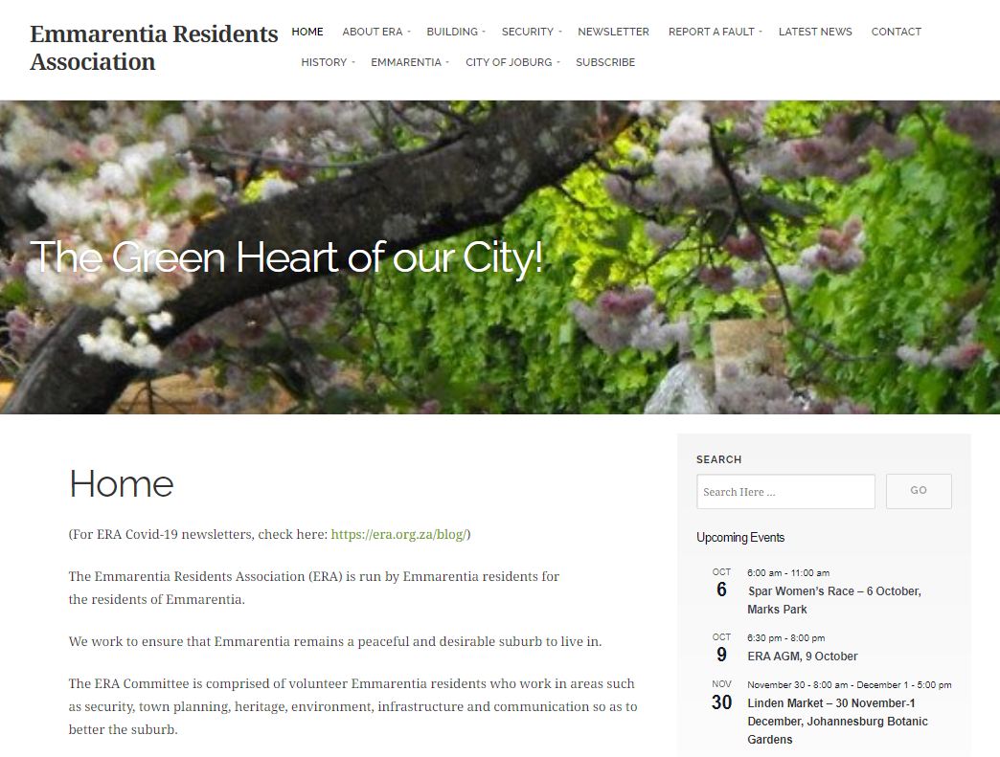 Emmarentia Residents
Association
HOME ABOUT ERA BUILDING SECURITY NEWSLETTER REPORT A FAULT LATEST NEWS CONTACT
HISTORY EMMARENTIA CITY OF JOBURG SUBSCRIBE
The Green Heart of our City!
Home
(For ERA Covid-19 newsletters, check here: https://era.org.za/blog/)
The Emmarentia Residents Association (ERA) is run by Emmarentia residents for
the residents of Emmarentia.
We work to ensure that Emmarentia remains a peaceful and desirable suburb to live in.
The ERA Committee is comprised of volunteer Emmarentia residents who work in areas such
as security, town planning, heritage, environment, infrastructure and communication so as to
better the suburb.
SEARCH
Search Here ... GO
Upcoming Events
OCT 6:00 am - 11:00 am
6 Spar Women's Race – 6 October,
Marks Park
OCT 6:30 pm - 8:00 pm
9 ERA AGM, 9 October
NOV November 30 - 8:00 am - December 1 - 5:00 pm
30 Linden Market – 30 November-1
December, Johannesburg Botanic
Gardens